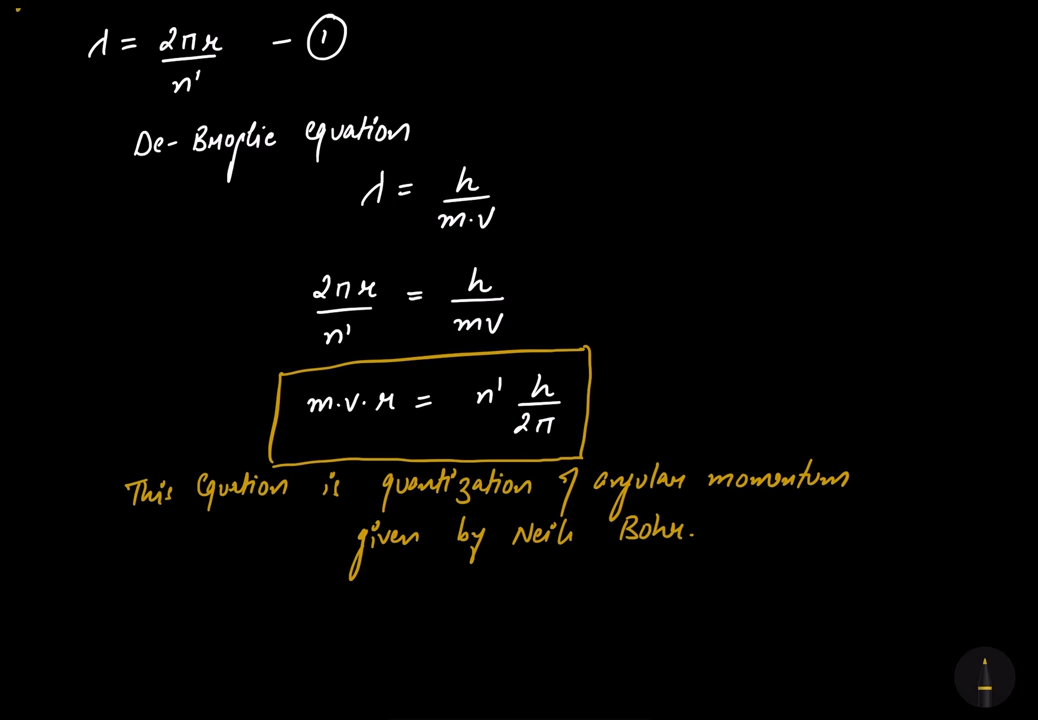 λ = 2πr / n' - ①
De-Broglie equation
λ = h / m.v
2πr / n' = h / mv
m.v.r = n' h / 2π
This Equation is quantization of angular momentum
given by Neils Bohr.